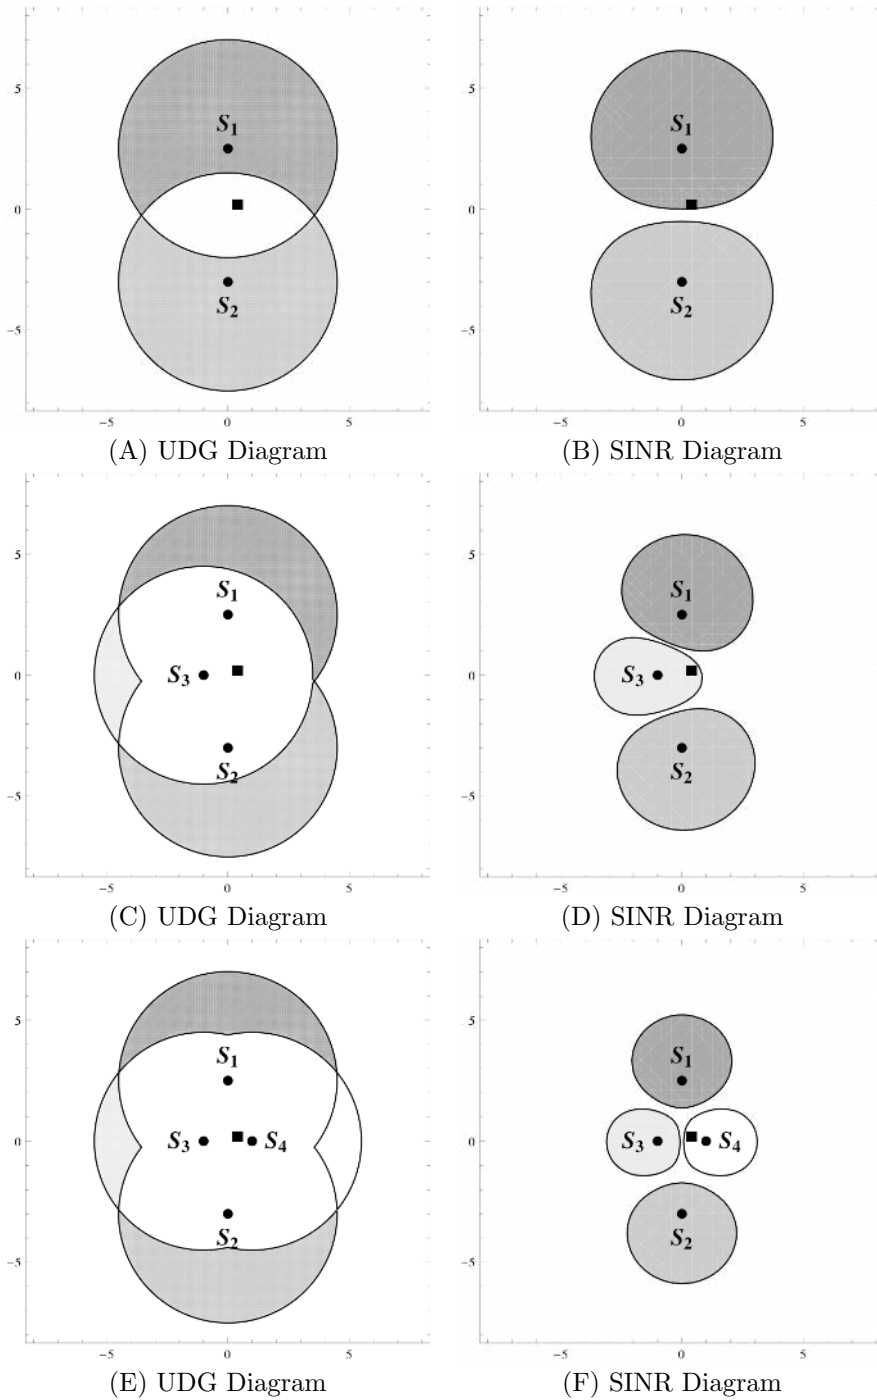 5
S1
0
S2
−5
−5 0 5
(A) UDG Diagram
5
S1
0
S2
−5
−5 0 5
(B) SINR Diagram
5
S1
S3
0
S2
−5
−5 0 5
(C) UDG Diagram
5
S1
S3
0
S2
−5
−5 0 5
(D) SINR Diagram
5
S1
0
S3 S4
S2
−5
−5 0 5
(E) UDG Diagram
5
S1
0
S3 S4
S2
−5
−5 0 5
(F) SINR Diagram